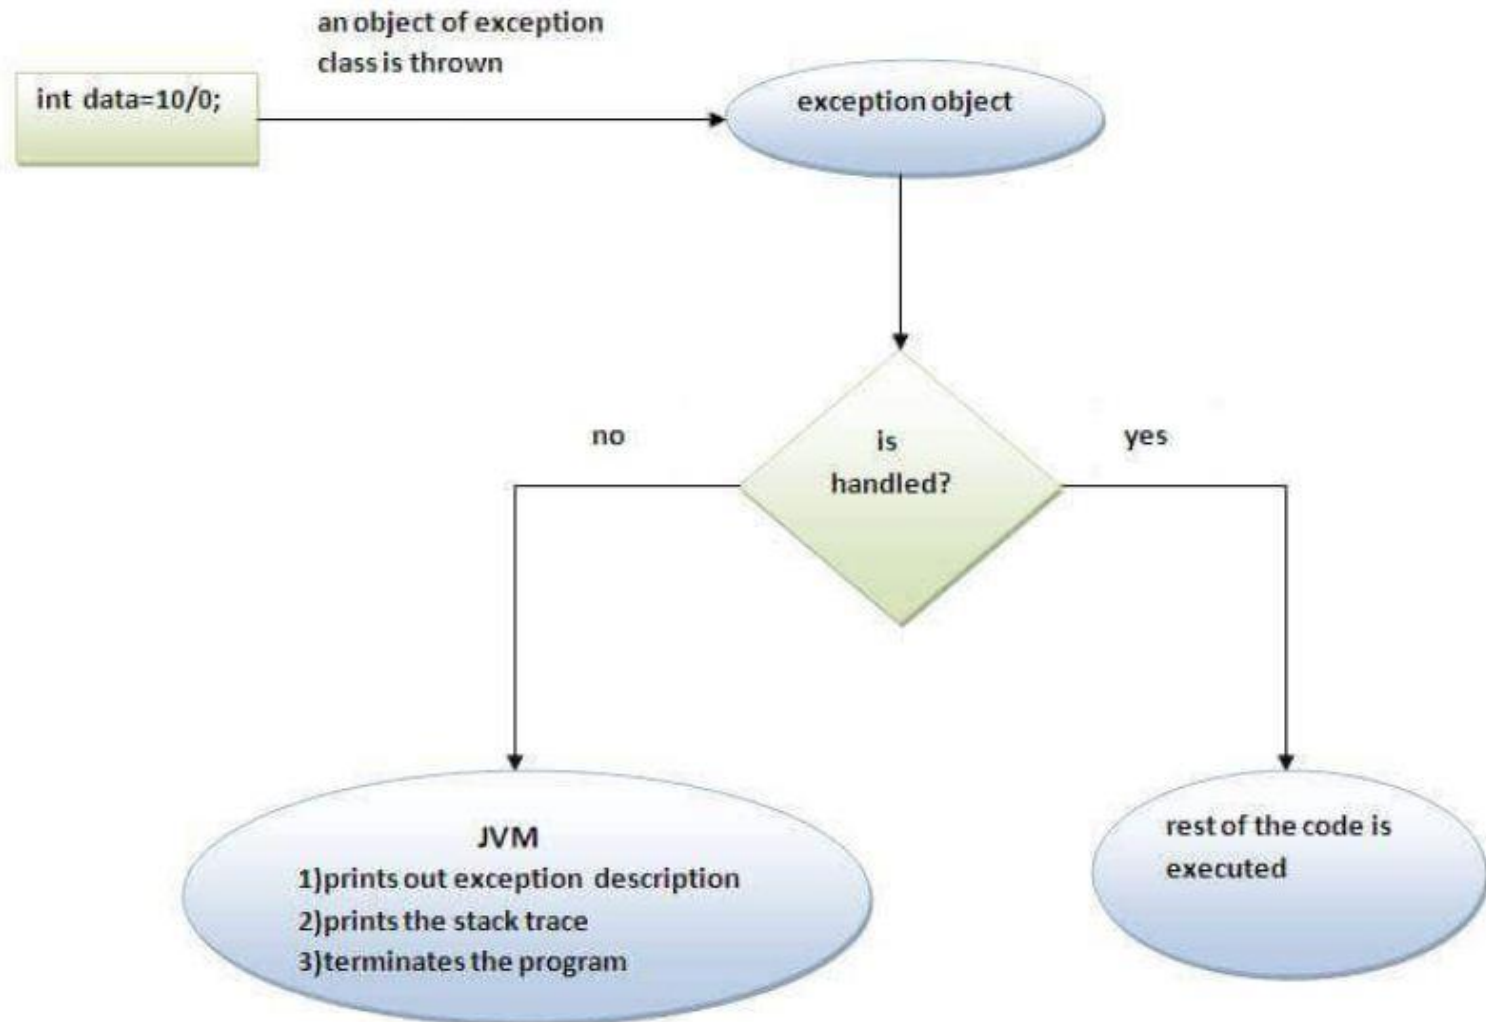 an object of exception
class is thrown
int data=10/0;
exception object
no
is
yes
handled?
JVM
1)prints out exception description
2)prints the stack trace
3)terminates the program
rest of the code is
executed